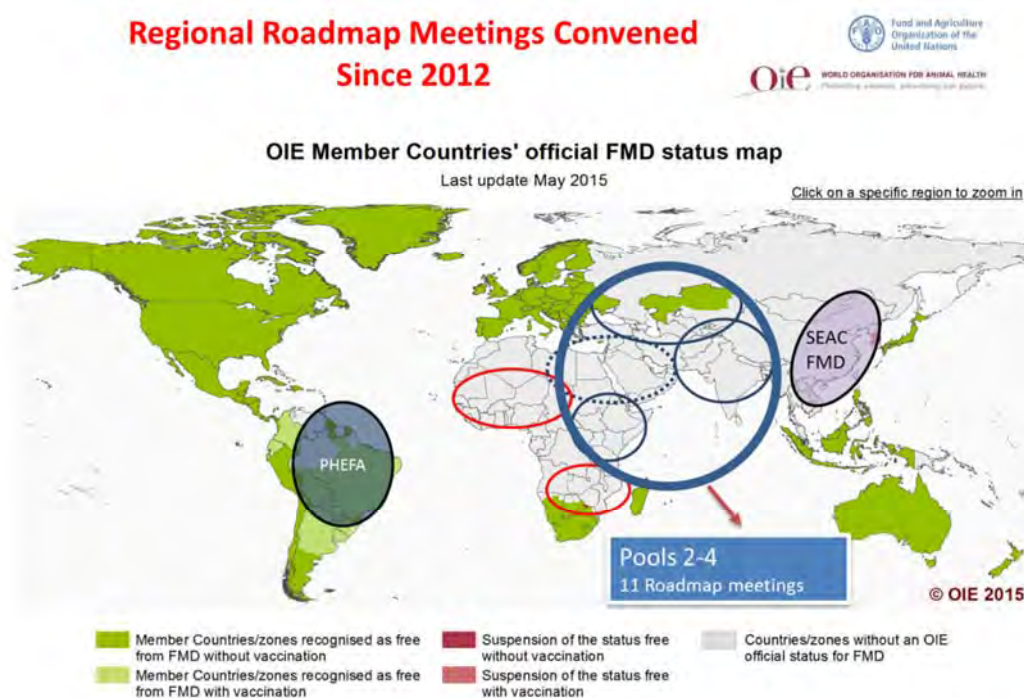 Regional Roadmap Meetings Convened
Since 2012
Fund and Agriculture
Organization of the
United Nations
Oie WORLD ORGANISATION FOR ANIMAL HEALTH
OIE Member Countries' official FMD status map
Last update May 2015
Click on a specific region to zoom in
SEAC
FMD
PHEFA
Pools 2-4
11 Roadmap meetings
© OIE 2015
Member Countries/zones recognised as free
from FMD without vaccination
Member Countries/zones recognised as free
from FMD with vaccination
Suspension of the status free
without vaccination
Suspension of the status free
with vaccination
Countries/zones without an OIE
official status for FMD